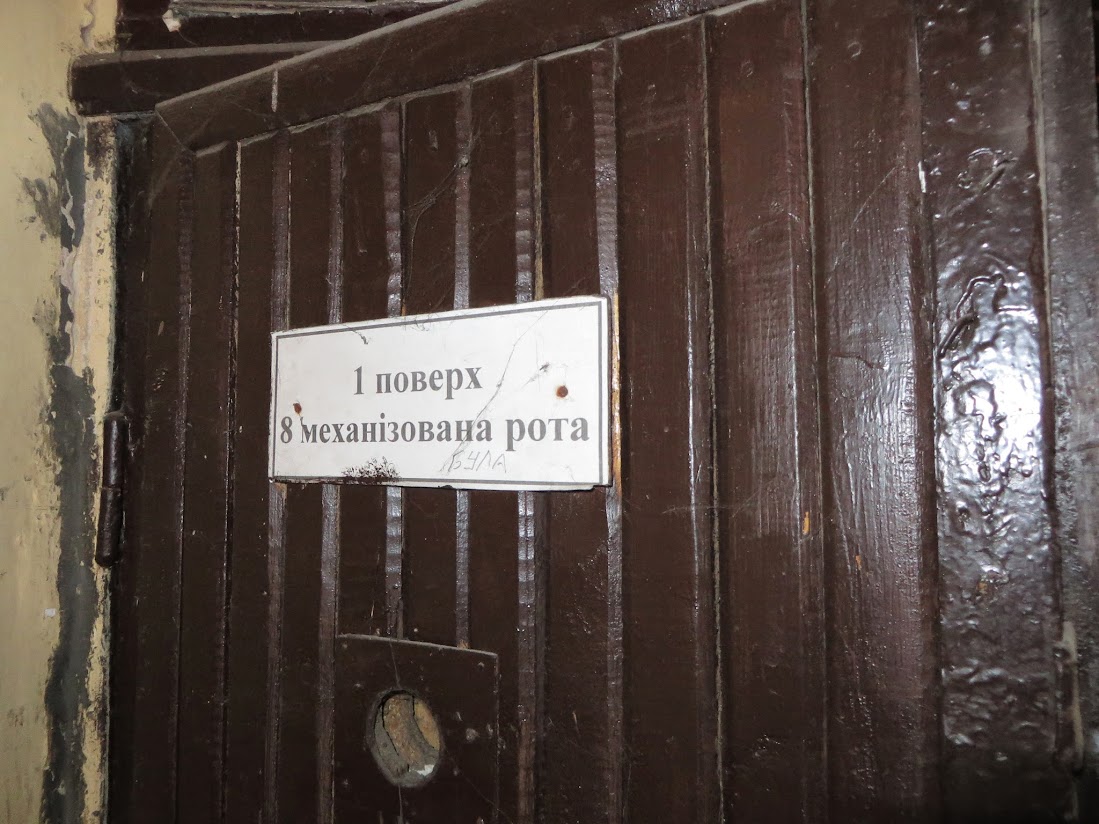 1 поверх
8 механізована рота
БУЛА